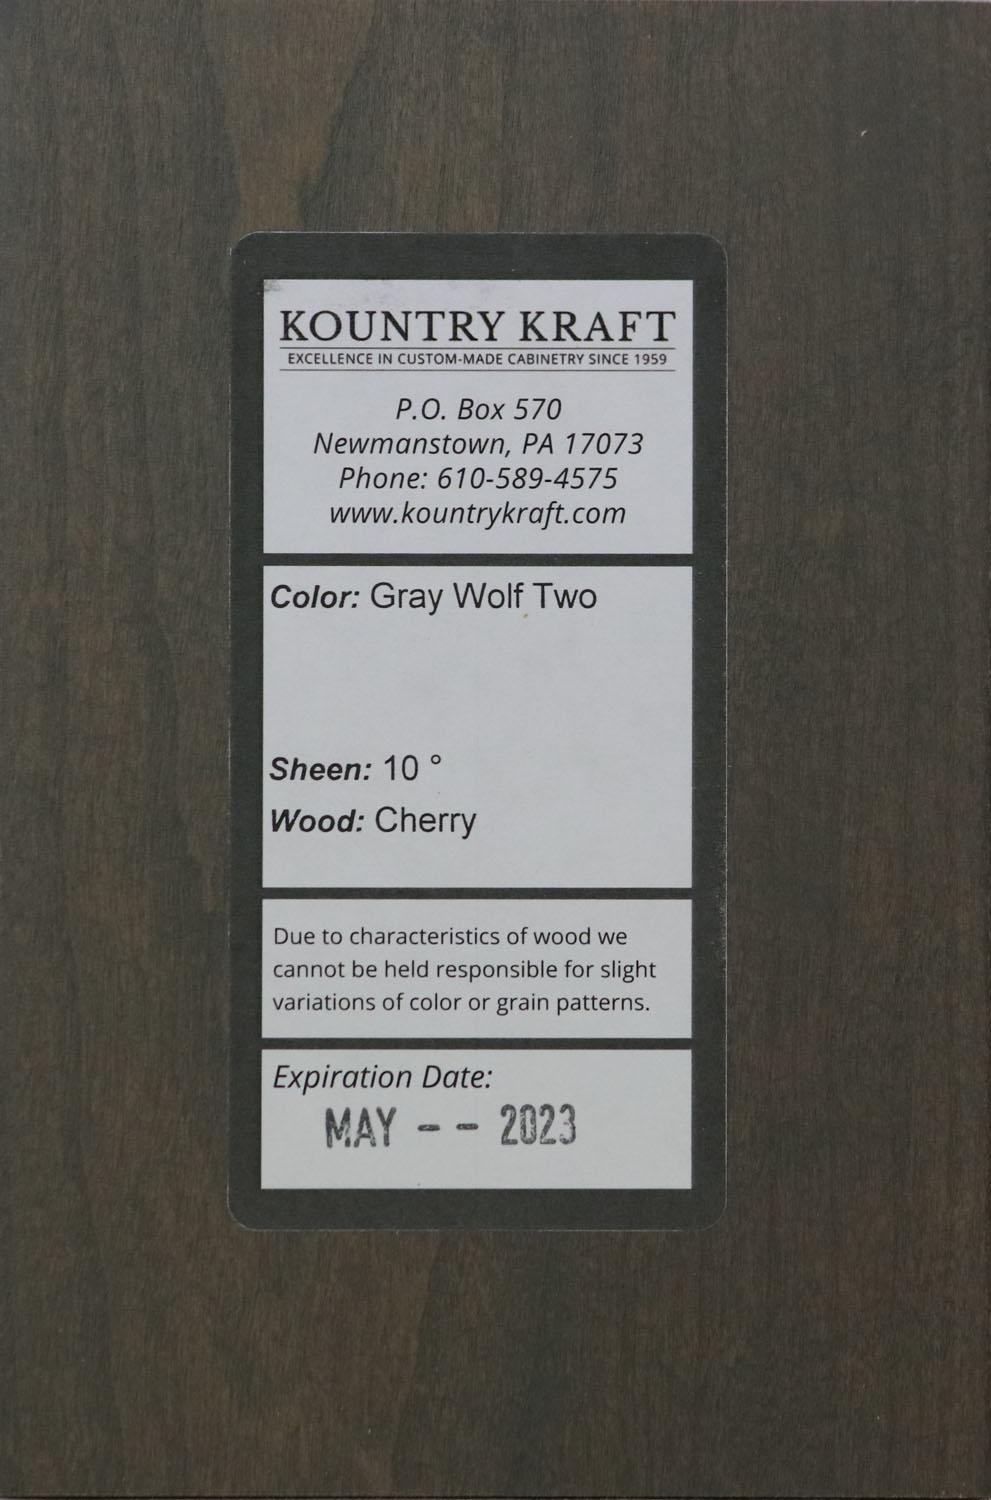 KOUNTRY KRAFT
EXCELLENCE IN CUSTOM-MADE CABINETRY SINCE 1959
P.O. Box 570
Newmanstown, PA 17073
Phone: 610-589-4575
www.kountrykraft.com
Color: Gray Wolf Two
Sheen: 10 °
Wood: Cherry
Due to characteristics of wood we
cannot be held responsible for slight
variations of color or grain patterns.
Expiration Date:
MAY -- 2023